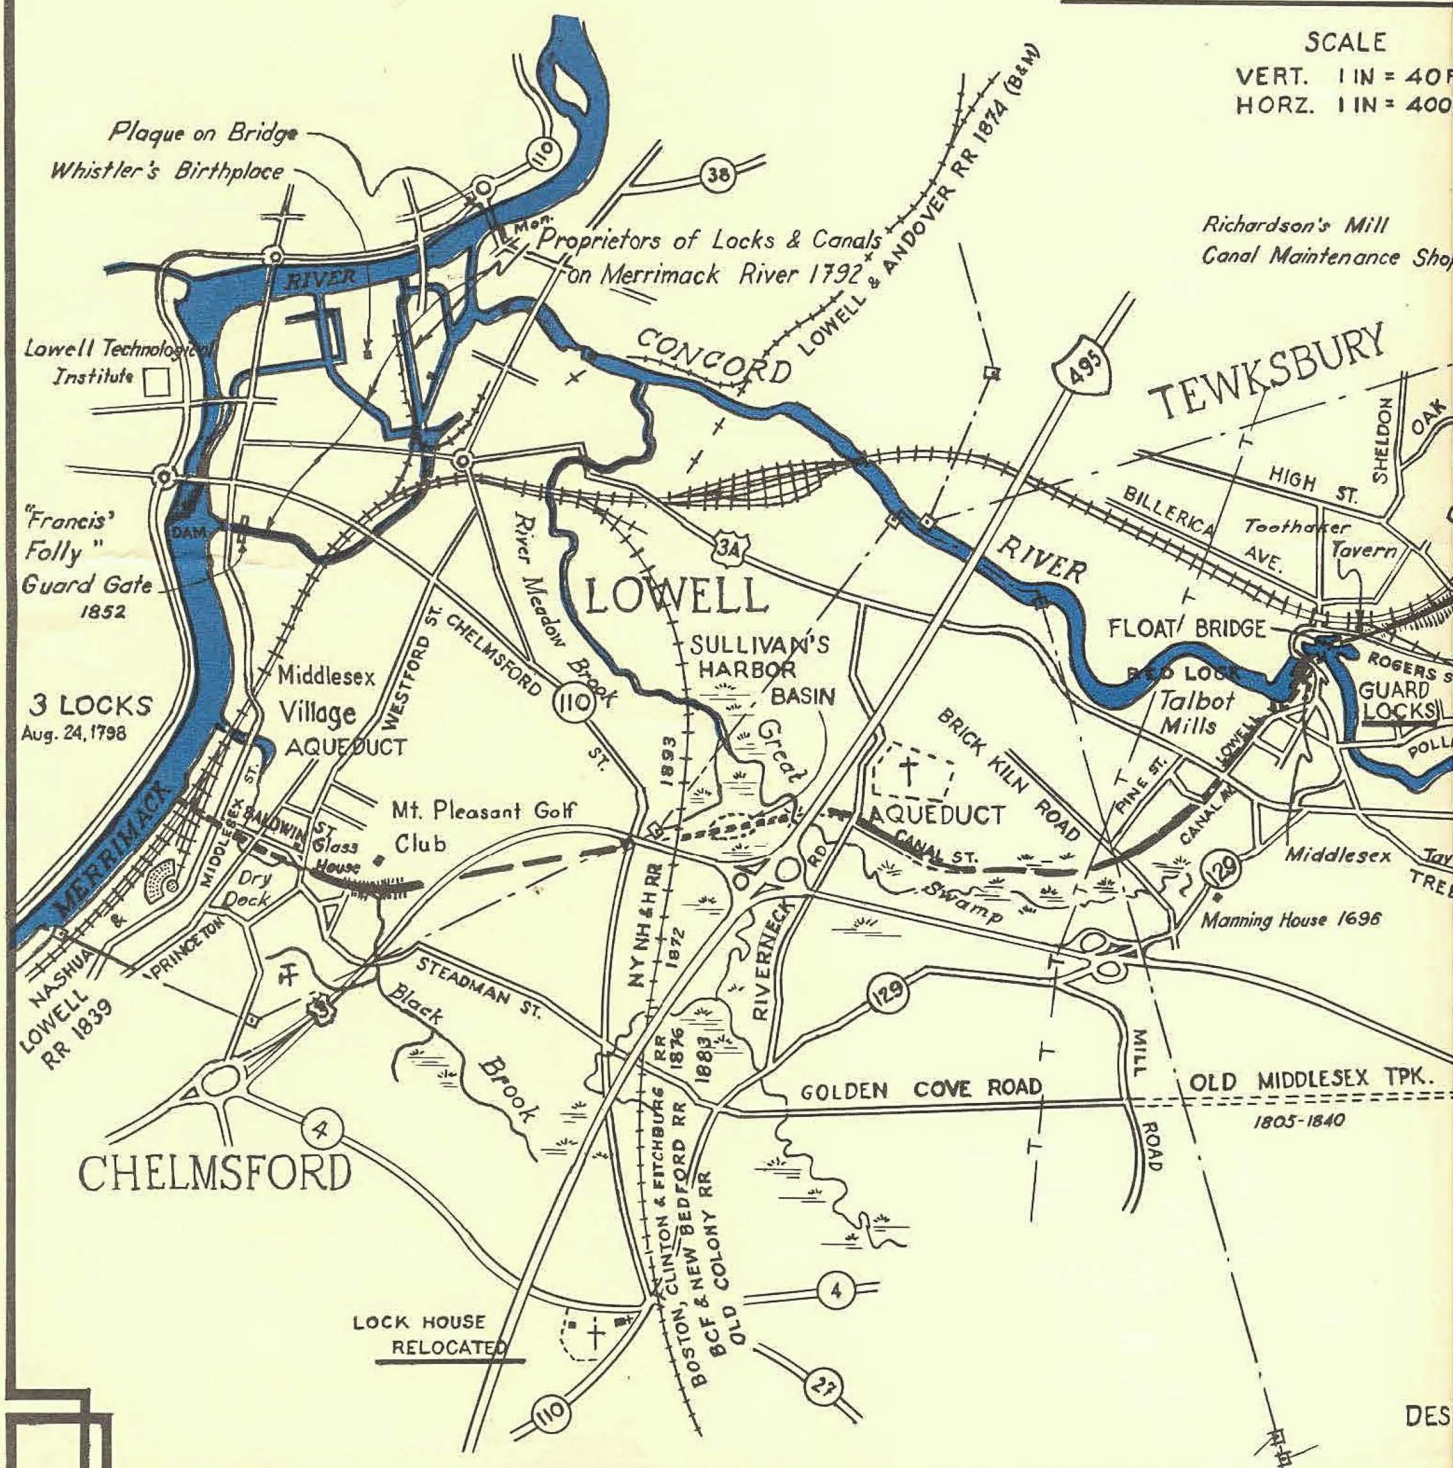 SCALE
VERT. 1 IN = 40
HORZ. 1 IN = 400
Plaque on Bridge
Whistler's Birthplace
110
38
LOWELL & ANDOVER RR 1874 (B&M)
Mon.
Proprietors of Locks & Canals
on Merrimack River 1792
Richardson's Mill
Canal Maintenance Shop
RIVER
CONCORD
495
TEWKSBURY
Lowell Technological
Institute
SHELDON
OAK
HIGH ST.
BILLERICA
AVE.
Toothaker
Tavern
"Francis'
Folly"
Guard Gate
1852
DAM
3A
RIVER
River Meadow Brook
LOWELL
WESTFORD ST.
CHELMSFORD
110
ST.
FLOAT BRIDGE
ROGERS S
RED LOCK
Talbot
Mills
GUARD
LOCKS
POLLA
LOWELL
SULLIVAN'S
HARBOR
BASIN
Great
Swamp
Middlesex
Village
AQUEDUCT
3 LOCKS
Aug. 24, 1798
1893
BRICK KILN ROAD
PINE ST.
CANAL AV.
MERRIMACK
MIDDLESEX ST.
BALDWIN ST.
Glass
House
Mt. Pleasant Golf
Club
AQUEDUCT
CANAL ST.
Dry
Dock
129
Middlesex
Tav
TREE
Manning House 1696
PRINCETON
NASHUA &
LOWELL
RR 1839
3
STEADMAN ST.
Black
Brook
NY NH & H RR
1872
RIVERNECK RD
129
MILL
ROAD
GOLDEN COVE ROAD
OLD MIDDLESEX TPK.
1805-1840
4
CHELMSFORD
BOSTON, CLINTON & FITCHBURG RR
1876
BCF & NEW BEDFORD RR
1883
OLD COLONY RR
4
27
110
LOCK HOUSE
RELOCATED
DES
T
T
T
T
T
T
T